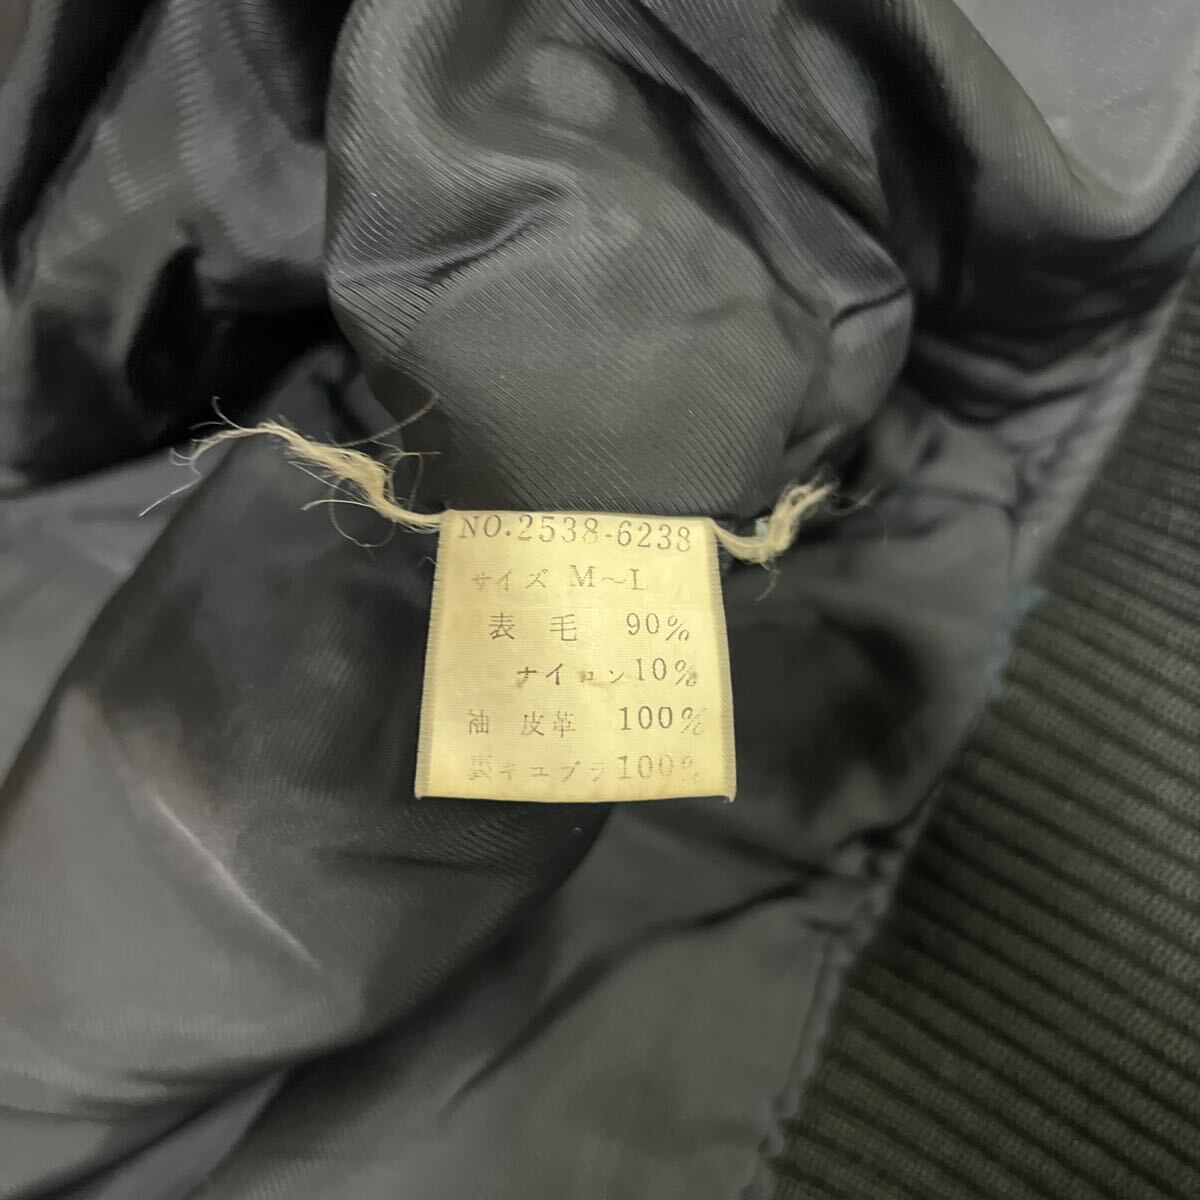 NO.2538-6238
サイズ M～L
表 毛 90%
ナイロン10%
袖 皮革 100%
裏キュプラ100%